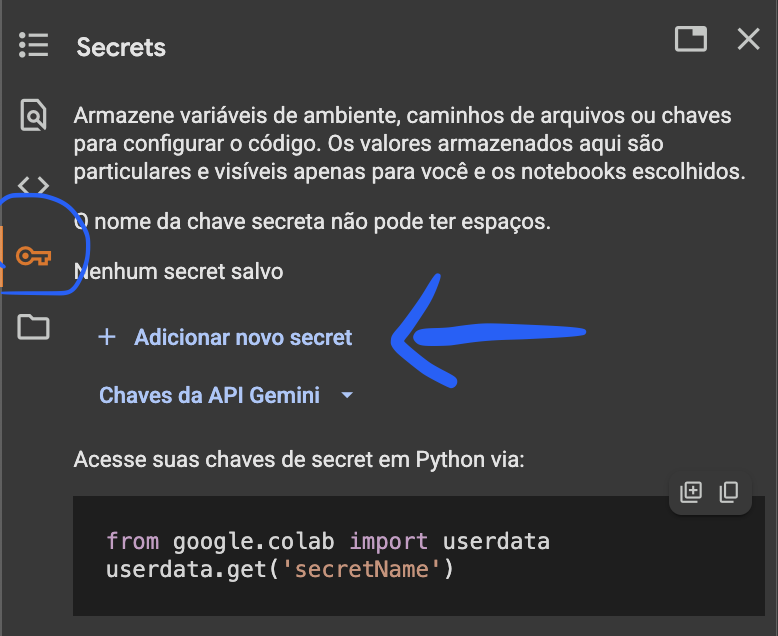 Secrets
Armazene variáveis de ambiente, caminhos de arquivos ou chaves
para configurar o código. Os valores armazenados aqui são
particulares e visíveis apenas para você e os notebooks escolhidos.
O nome da chave secreta não pode ter espaços.
Nenhum secret salvo
+ Adicionar novo secret
Chaves da API Gemini
Acesse suas chaves de secret em Python via:
from google.colab import userdata
userdata.get('secretName')